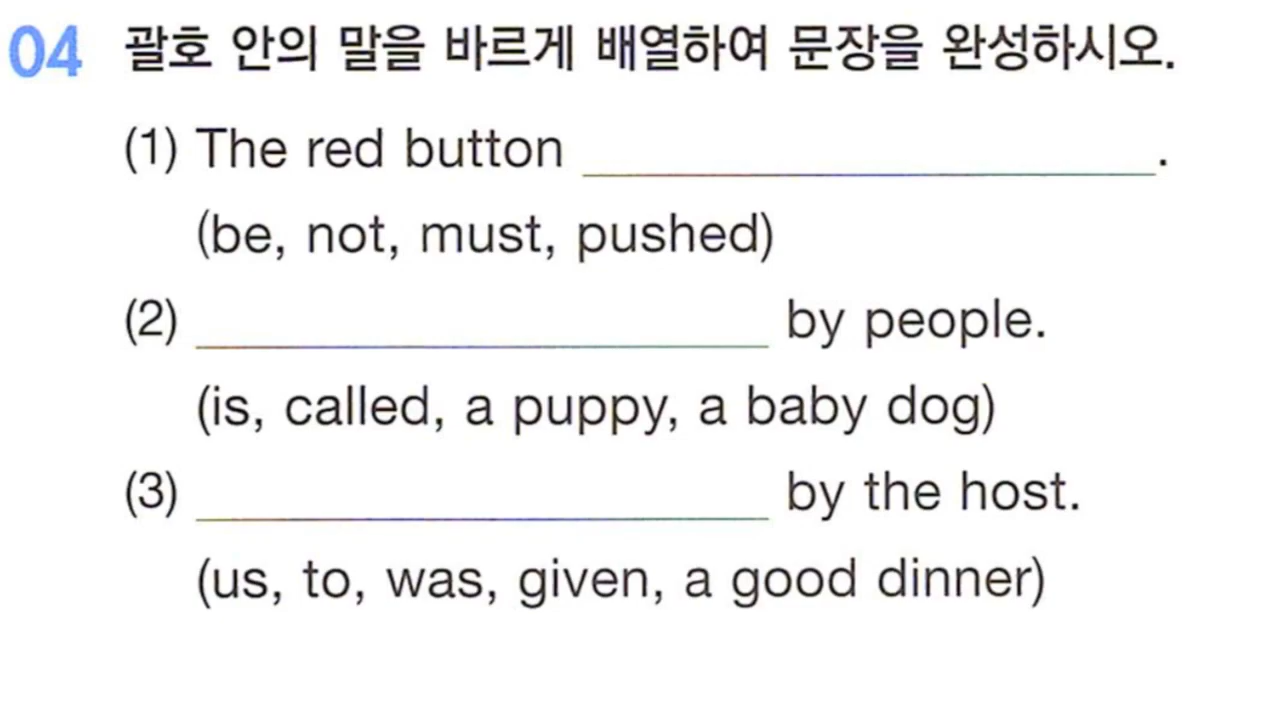 04 괄호 안의 말을 바르게 배열하여 문장을 완성하시오.
(1) The red button ____________________.
(be, not, must, pushed)
(2) ____________________ by people.
(is, called, a puppy, a baby dog)
(3) ____________________ by the host.
(us, to, was, given, a good dinner)